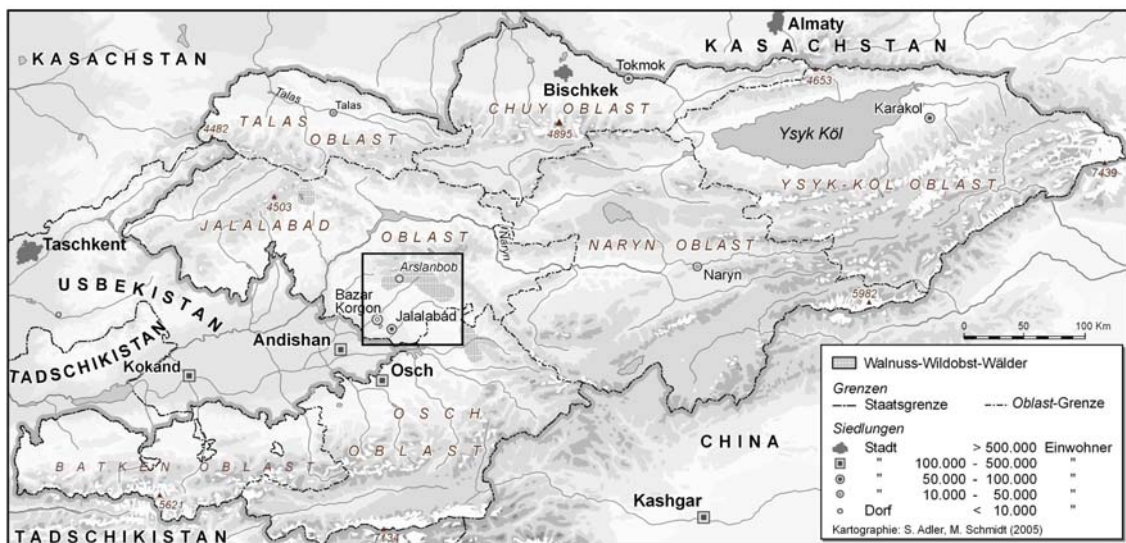 Almaty
KASACHSTAN
KASACHSTAN
Tokmok
4653
Bischkek
Talas
Talas
CHUY OBLAST
Karakol
TALAS
OBLAST
4482
4895
Ysyk Köl
7439
YSYK-KÖL OBLAST
4503
JALALABAD
OBLAST
Naryn
NARYN OBLAST
Taschkent
Arslanbob
Naryn
USBEKISTAN
Bazar
Korgon
Jalalabád
5982
0 50 100 Km
TADSCHIKISTAN
Andishan
Kokand
Osch
OSCH
OBLAST
CHINA
BATKEN OBLAST
Kashgar
TADSCHIKISTAN
7134
Walnuss-Wildobst-Wälder
Grenzen
Staatsgrenze Oblast-Grenze
Siedlungen
Stadt > 500.000 Einwohner
" 100.000 - 500.000 "
" 50.000 - 100.000 "
" 10.000 - 50.000 "
Dorf < 10.000 "
Kartographie: S. Adler, M. Schmidt (2005)